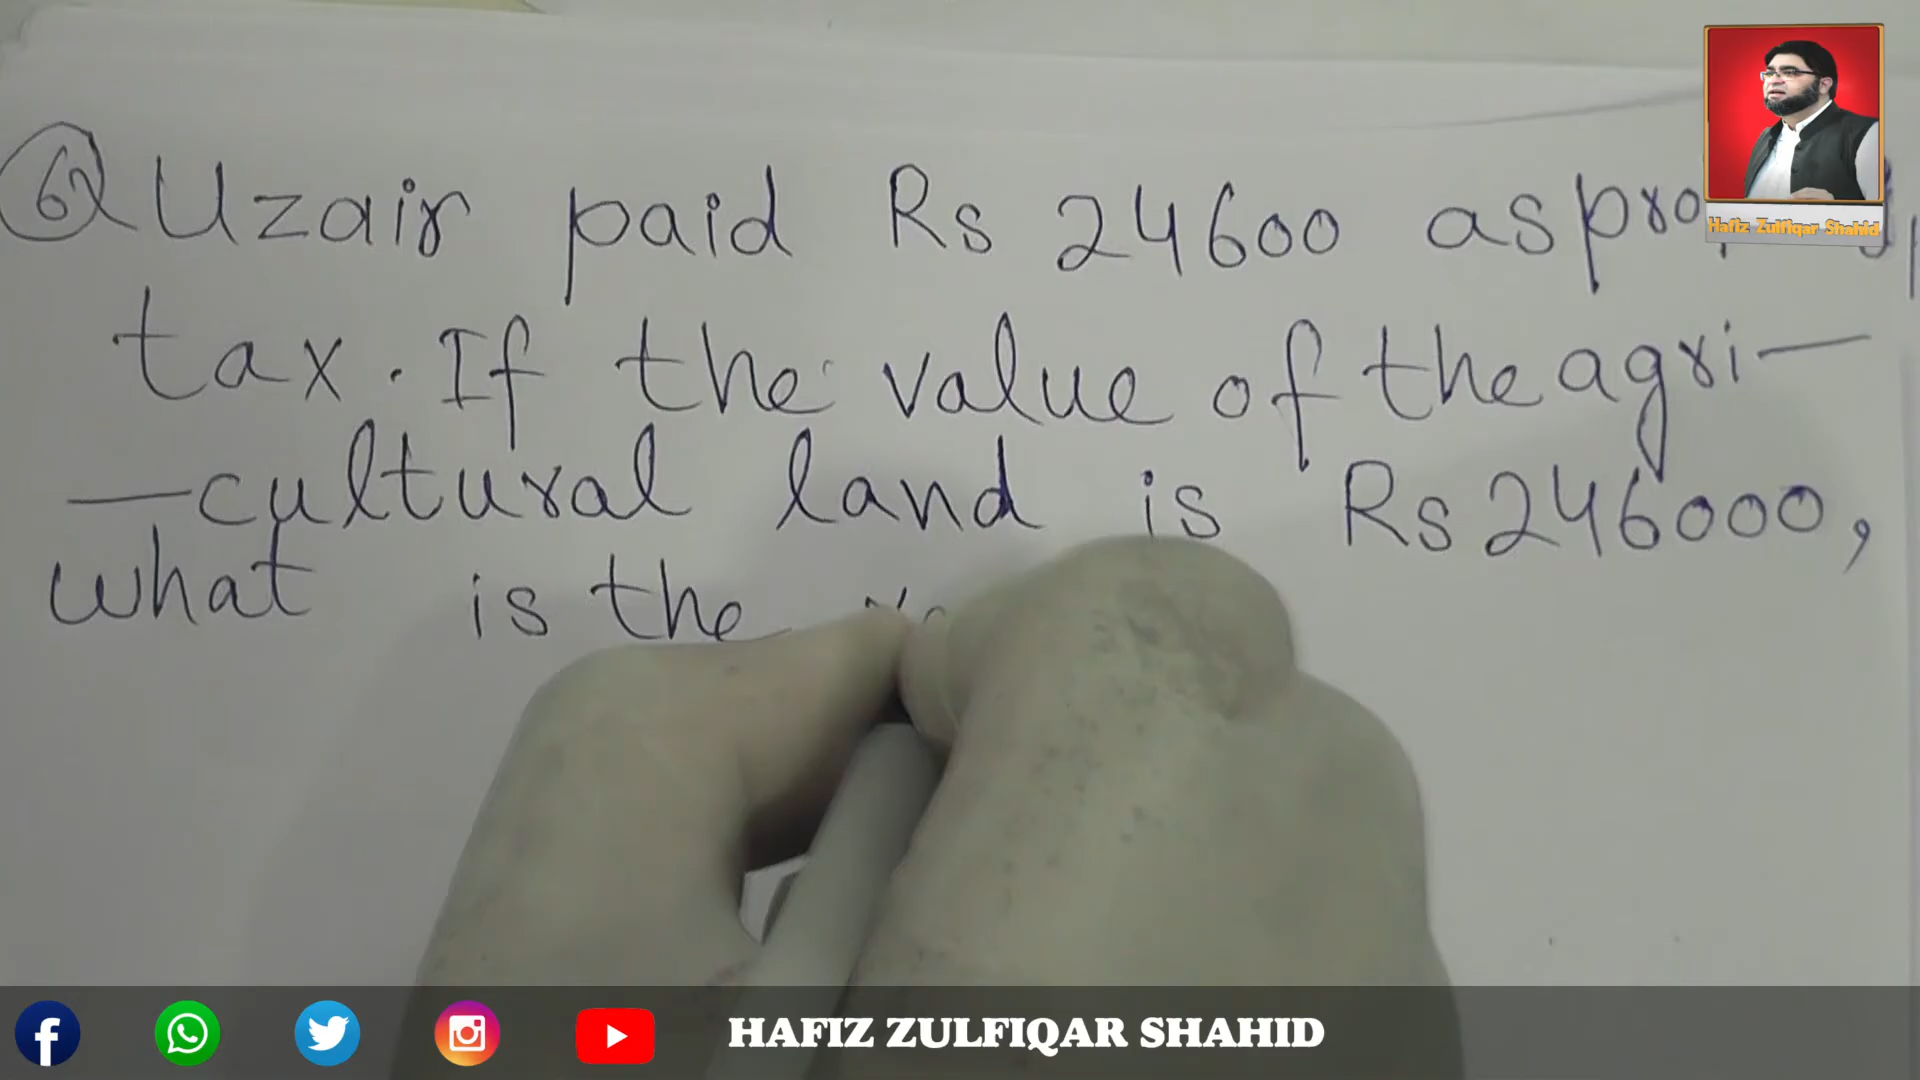 Q6 Uzair paid Rs 24600 as
tax. If the value of the agri-
-cultural land is Rs 246000,
what is the
Hafiz Zulfiqar Shahid
HAFIZ ZULFIQAR SHAHID